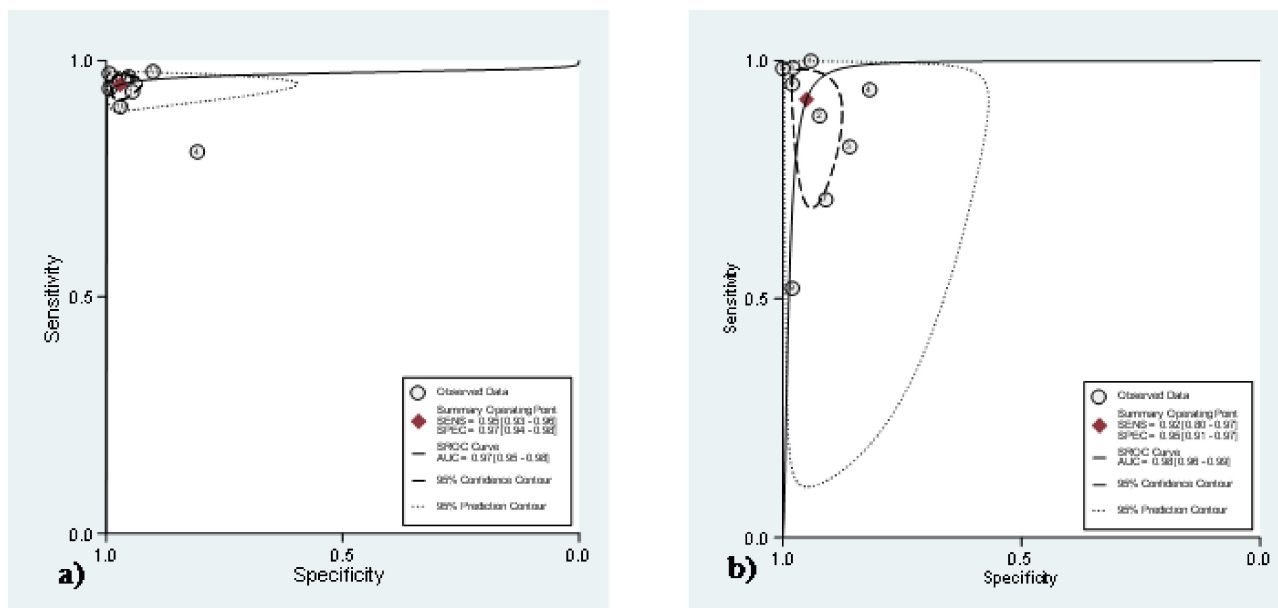 1.0
0.5
0.0
Sensitivity
Observed Data
Summary Operating Point
SENS = 0.95 [0.93 - 0.96]
SPEC = 0.97 [0.94 - 0.98]
SROC Curve
AUC = 0.97 [0.95 - 0.98]
95% Confidence Contour
95% Prediction Contour
1.0
0.5
0.0
Specificity
a)
1.0
0.5
0.0
Sensitivity
Observed Data
Summary Operating Point
SENS = 0.92 [0.80 - 0.97]
SPEC = 0.95 [0.91 - 0.97]
SROC Curve
AUC = 0.98 [0.96 - 0.99]
95% Confidence Contour
95% Prediction Contour
1.0
0.5
0.0
Specificity
b)